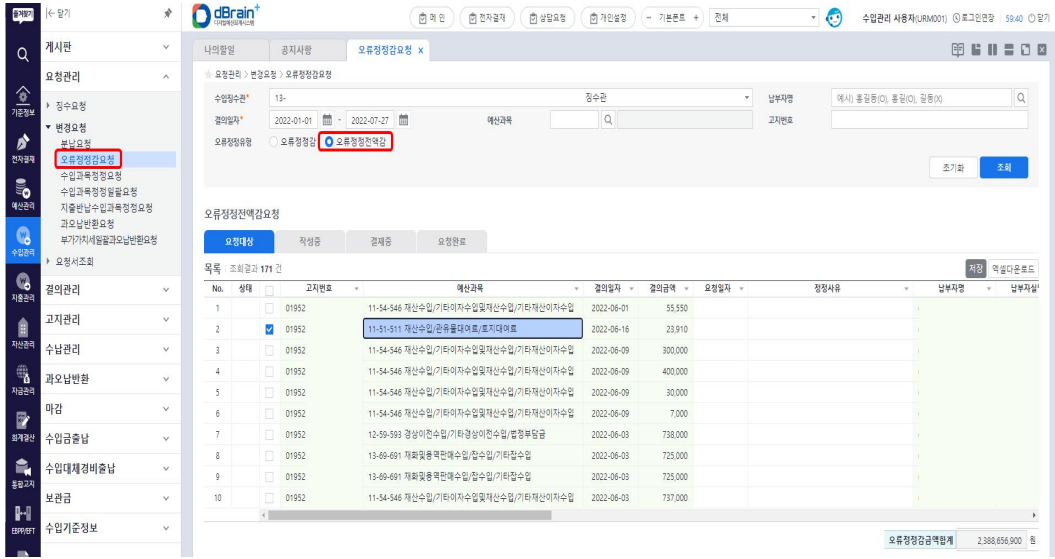 즐겨찾기
닫기
dBrain+
디지털예산회계시스템
메 인
전자결재
상담요청
개인설정
- 기본폰트 +
전체
수입관리 사용자(URM001)
로그인연장
59:40
닫기
기준정보
전자결재
예산관리
수입관리
지출관리
자산관리
자금관리
회계결산
통합고지
EBPP/EFT
게시판
요청관리
징수요청
변경요청
분납요청
오류정정감요청
수입과목정정요청
수입과목정정일괄요청
지출반납수입과목정정요청
과오납반환요청
부가가치세일괄과오납반환요청
요청서조회
결의관리
고지관리
수납관리
과오납반환
마감
수입금출납
수입대체경비출납
보관금
수입기준정보
나의할일
공지사항
오류정정감요청 x
요청관리 > 변경요청 > 오류정정감요청
수입징수관* 13- 징수관 납부자명 예시) 홍길동(O), 홍길(O), 길동(X)
결의일자* 2022-01-01 - 2022-07-27 예산과목 고지번호
오류정정유형 오류정정감 오류정정전액감
초기화 조회
오류정정전액감요청
요청대상 작성중 결재중 요청완료
목록 조회결과 171 건 저장 엑셀다운로드
No. 상태 고지번호 예산과목 결의일자 결의금액 요청일자 정정사유 납부자명 납부자실
1 01952 11-54-546 재산수입/기타이자수입및재산수입/기타재산이자수입 2022-06-01 55,550
2 01952 11-51-511 재산수입/관유물대여료/토지대여료 2022-06-16 23,910
3 01952 11-54-546 재산수입/기타이자수입및재산수입/기타재산이자수입 2022-06-09 300,000
4 01952 11-54-546 재산수입/기타이자수입및재산수입/기타재산이자수입 2022-06-09 400,000
5 01952 11-54-546 재산수입/기타이자수입및재산수입/기타재산이자수입 2022-06-09 30,000
6 01952 11-54-546 재산수입/기타이자수입및재산수입/기타재산이자수입 2022-06-09 7,000
7 01952 12-59-593 경상이전수입/기타경상이전수입/법정부담금 2022-06-03 738,000
8 01952 13-69-691 재화및용역판매수입/잡수입/기타잡수입 2022-06-03 725,000
9 01952 13-69-691 재화및용역판매수입/잡수입/기타잡수입 2022-06-03 725,000
10 01952 11-54-546 재산수입/기타이자수입및재산수입/기타재산이자수입 2022-06-03 737,000
오류정정감금액합계 2,388,656,900 원